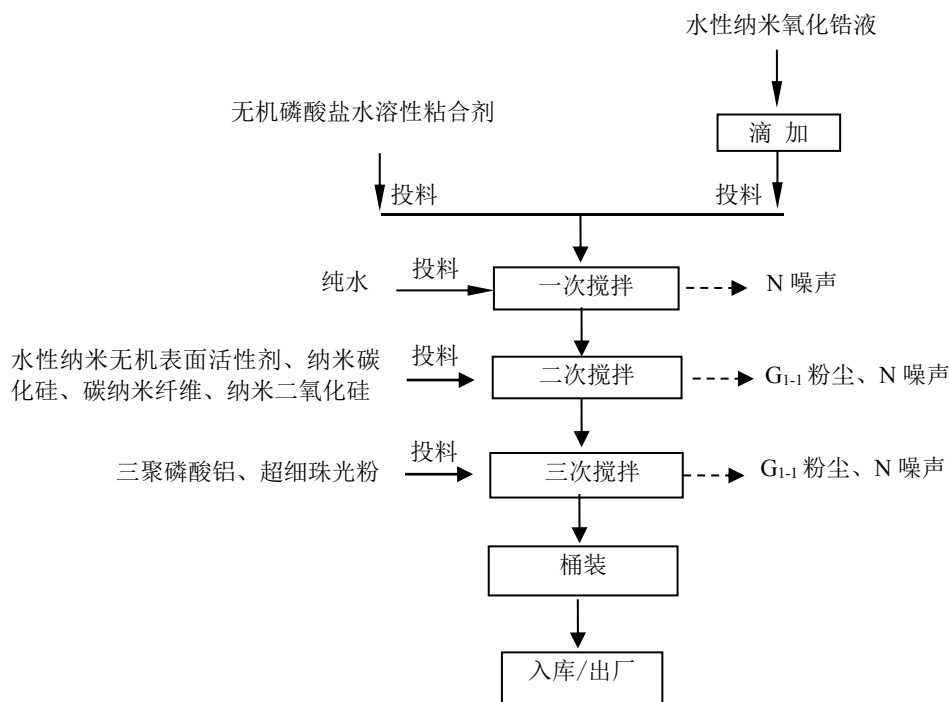 水性纳米氧化锆液
无机磷酸盐水溶性粘合剂
滴 加
投料
投料
纯水
投料
一次搅拌
N 噪声
水性纳米无机表面活性剂、纳米碳
化硅、碳纳米纤维、纳米二氧化硅
投料
二次搅拌
G1-1 粉尘、N 噪声
三聚磷酸铝、超细珠光粉
投料
三次搅拌
G1-1 粉尘、N 噪声
桶装
入库/出厂